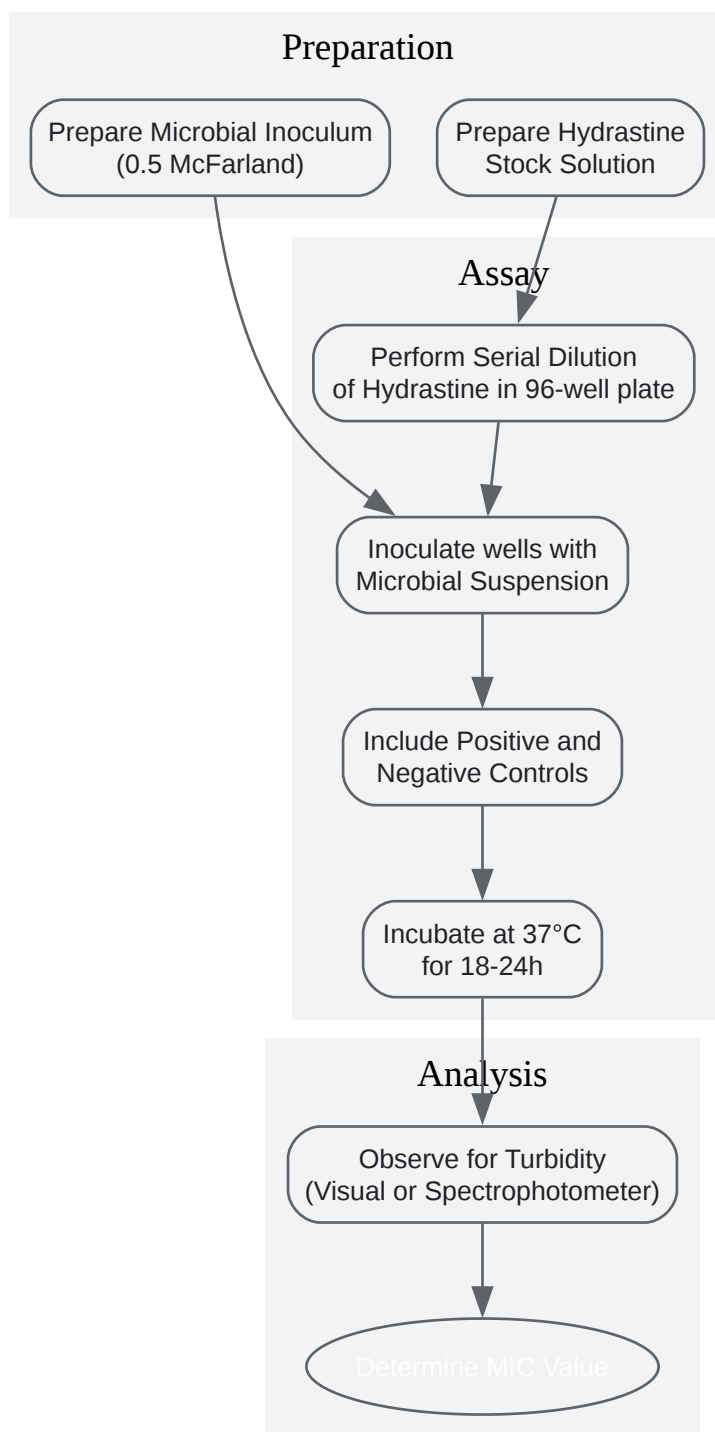 Preparation
Prepare Microbial Inoculum
(0.5 McFarland)
Prepare Hydrastine
Stock Solution
Assay
Perform Serial Dilution
of Hydrastine in 96-well plate
Inoculate wells with
Microbial Suspension
Include Positive and
Negative Controls
Incubate at 37°C
for 18-24h
Analysis
Observe for Turbidity
(Visual or Spectrophotometer)
Determine MIC Value